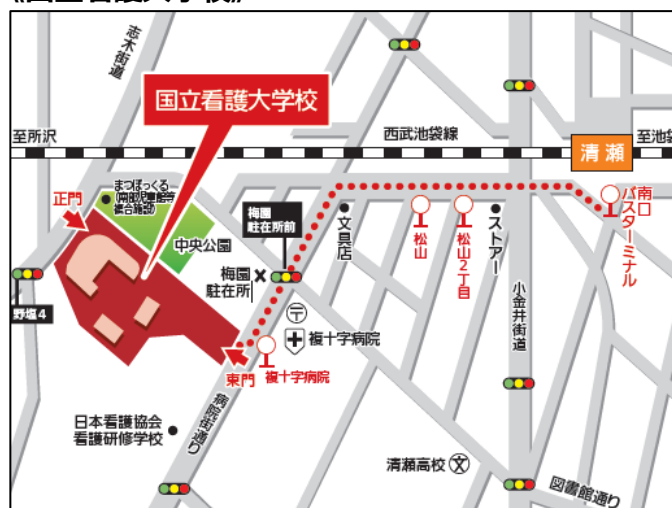 志木街道
国立看護大学校
至所沢
西武池袋線
清瀬
至池袋
正門
まつぼっくる
中央公園
梅園
駐在所前
文具店
松山
松山2丁目
ストアー
南口
バスターミナル
野塩4
梅園
駐在所
〒
小金井街道
複十字病院
東門
複十字病院
日本看護協会
看護研修学校
病院街通り
清瀬高校
文
図書館通り